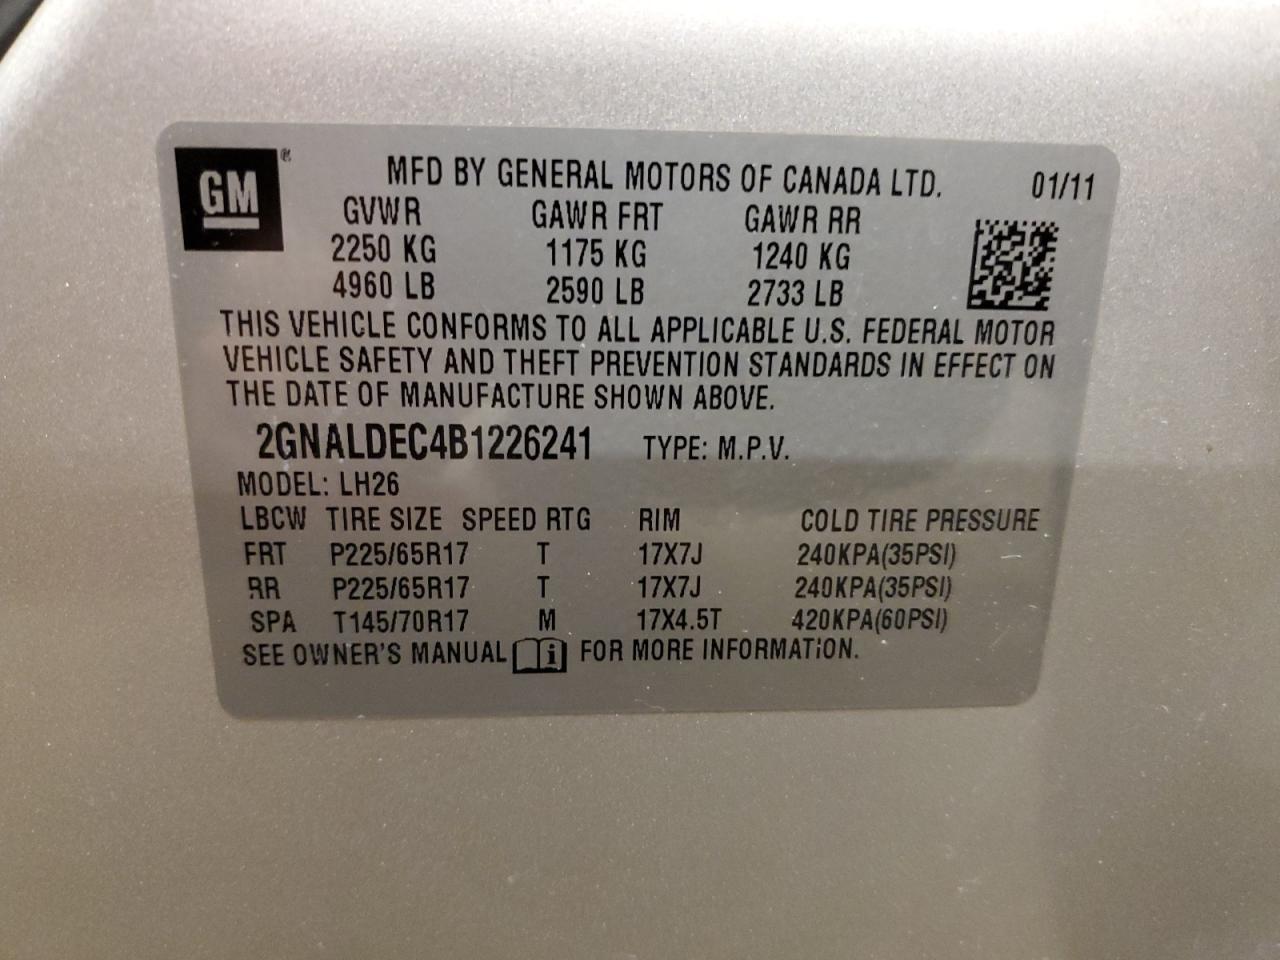 GM®
MFD BY GENERAL MOTORS OF CANADA LTD. 01/11
GVWR GAWR FRT GAWR RR
2250 KG 1175 KG 1240 KG
4960 LB 2590 LB 2733 LB
THIS VEHICLE CONFORMS TO ALL APPLICABLE U.S. FEDERAL MOTOR
VEHICLE SAFETY AND THEFT PREVENTION STANDARDS IN EFFECT ON
THE DATE OF MANUFACTURE SHOWN ABOVE.
2GNALDEC4B1226241 TYPE: M.P.V.
MODEL: LH26
LBCW TIRE SIZE SPEED RTG RIM COLD TIRE PRESSURE
FRT P225/65R17 T 17X7J 240KPA(35PSI)
RR P225/65R17 T 17X7J 240KPA(35PSI)
SPA T145/70R17 M 17X4.5T 420KPA(60PSI)
SEE OWNER'S MANUAL i FOR MORE INFORMATION.